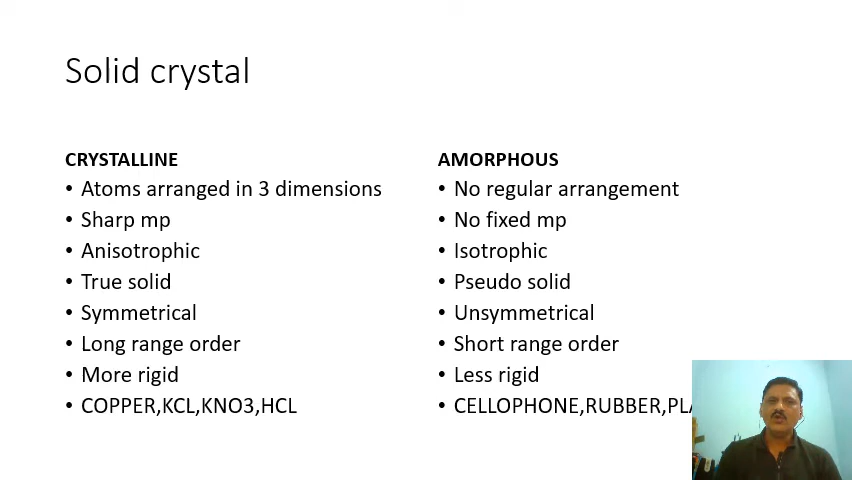 Solid crystal
CRYSTALLINE
• Atoms arranged in 3 dimensions
• Sharp mp
• Anisotrophic
• True solid
• Symmetrical
• Long range order
• More rigid
• COPPER,KCL,KNO3,HCL
AMORPHOUS
• No regular arrangement
• No fixed mp
• Isotrophic
• Pseudo solid
• Unsymmetrical
• Short range order
• Less rigid
• CELLOPHONE,RUBBER,